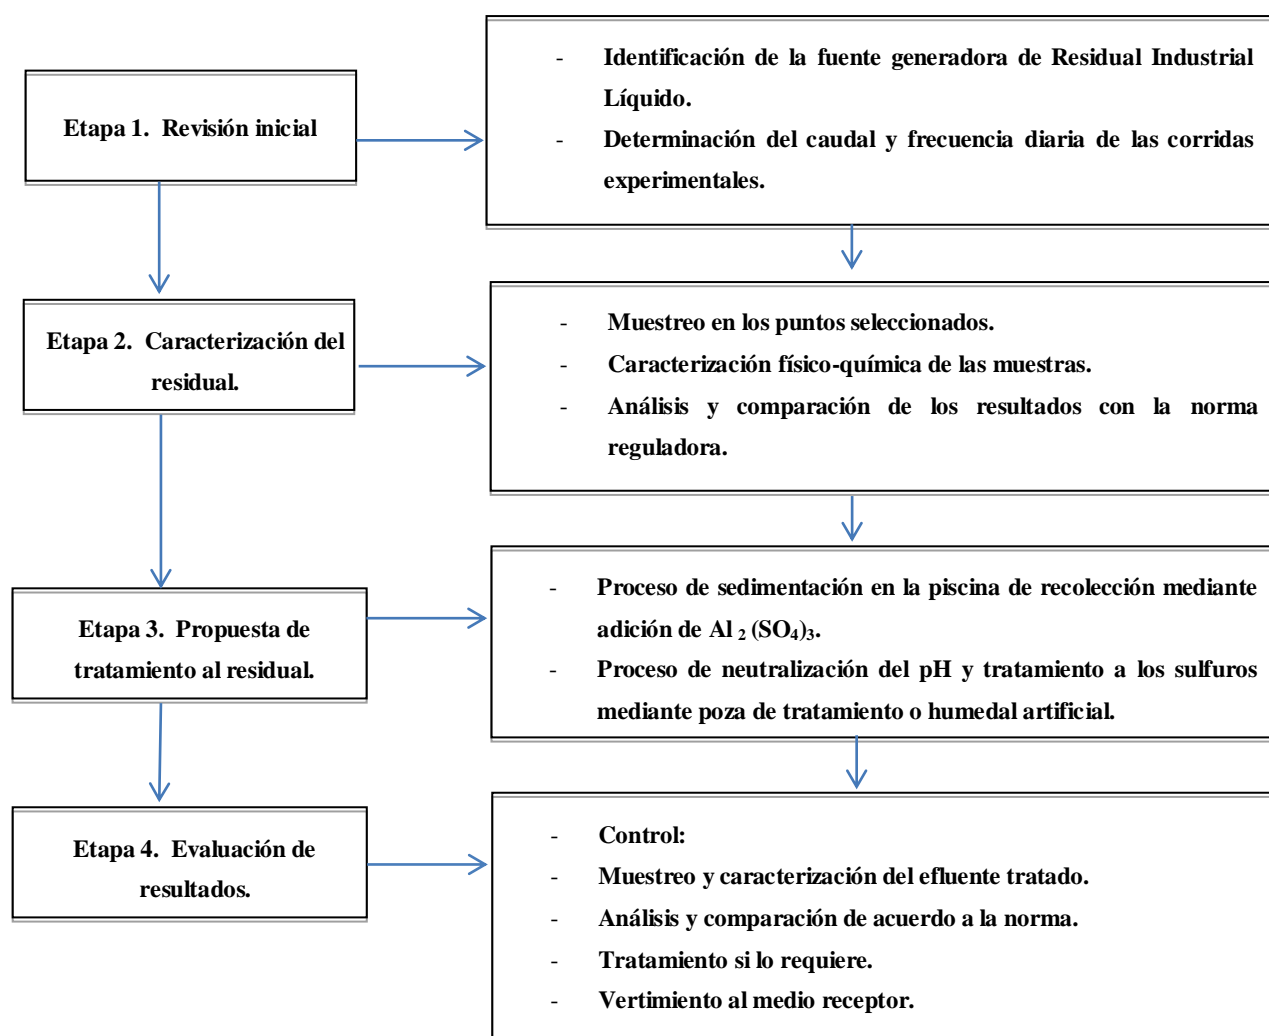 Etapa 1. Revisión inicial
- Identificación de la fuente generadora de Residual Industrial
Líquido.
- Determinación del caudal y frecuencia diaria de las corridas
experimentales.
Etapa 2. Caracterización del
residual.
- Muestreo en los puntos seleccionados.
- Caracterización físico-química de las muestras.
- Análisis y comparación de los resultados con la norma
reguladora.
Etapa 3. Propuesta de
tratamiento al residual.
- Proceso de sedimentación en la piscina de recolección mediante
adición de Al ₂ (SO₄)₃.
- Proceso de neutralización del pH y tratamiento a los sulfuros
mediante poza de tratamiento o humedal artificial.
Etapa 4. Evaluación de
resultados.
- Control:
- Muestreo y caracterización del efluente tratado.
- Análisis y comparación de acuerdo a la norma.
- Tratamiento si lo requiere.
- Vertimiento al medio receptor.